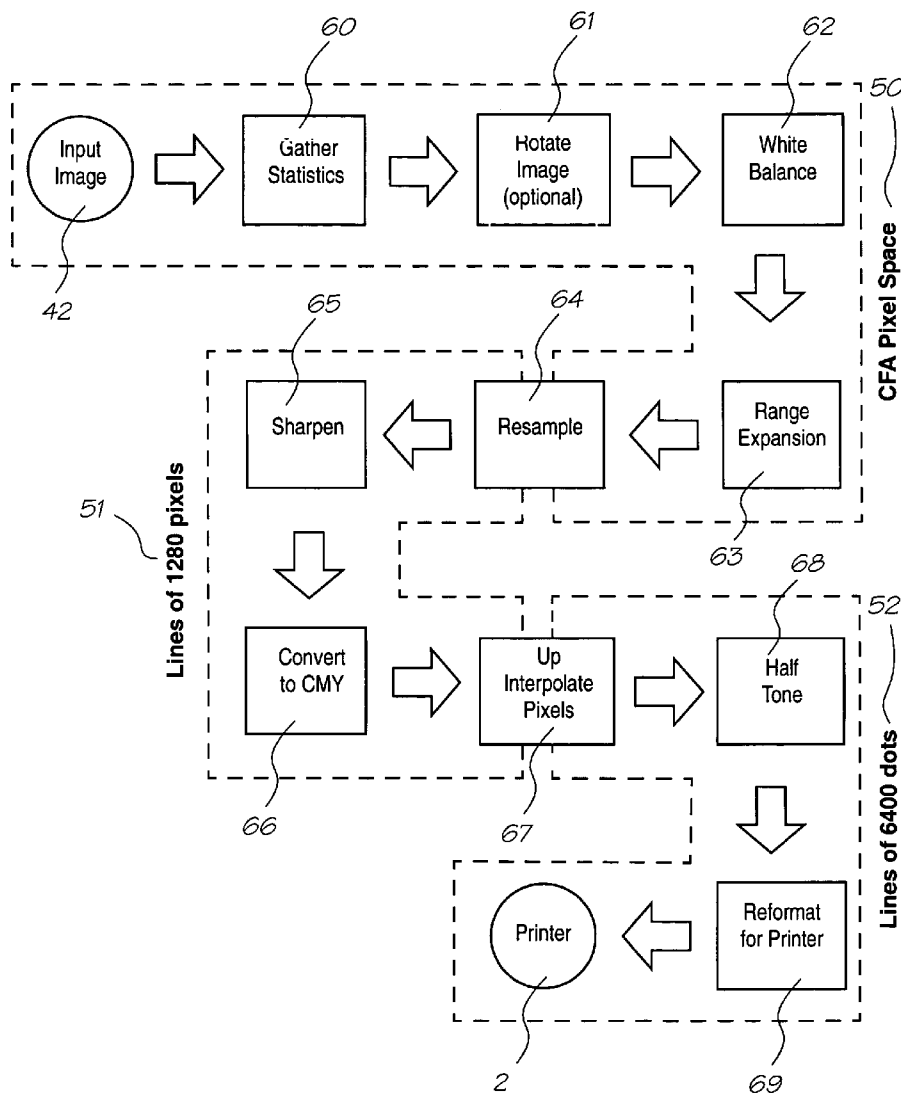 60
61
62
50
Input
Image
Gather
Statistics
Rotate
Image
(optional)
White
Balance
42
CFA Pixel Space
65
64
Sharpen
Resample
Range
Expansion
51
Lines of 1280 pixels
63
68
52
Convert
to CMY
Up
Interpolate
Pixels
Half
Tone
66
67
Lines of 6400 dots
Printer
Reformat
for Printer
2
69